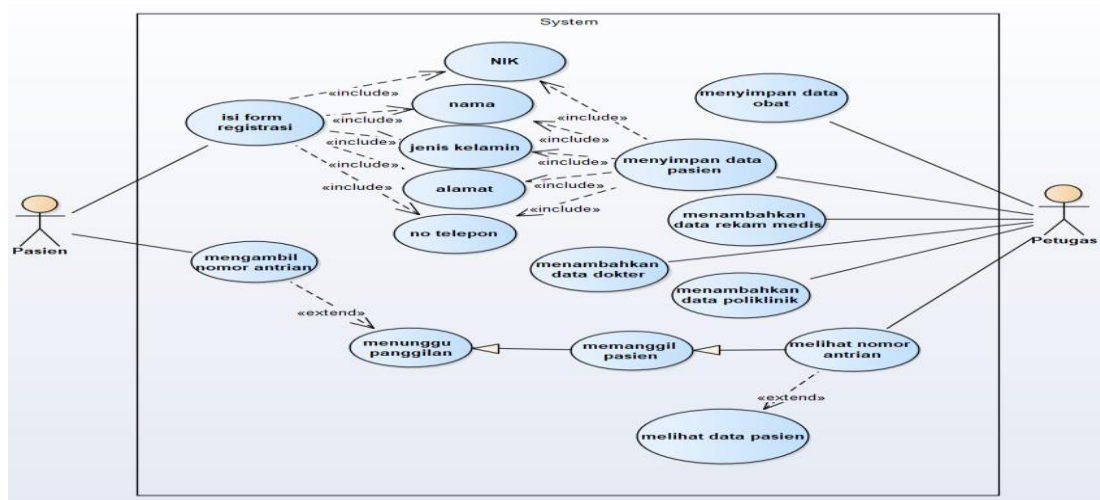 System
NIK
«include»
nama
«include»
isi form
registrasi
«include»
jenis kelamin
«include»
alamat
«include»
no telepon
menyimpan data
obat
«include»
«include»
menyimpan data
pasien
«include»
«include»
Pasien
mengambil
nomor antrian
menambahkan
data rekam medis
Petugas
menambahkan
data dokter
menambahkan
data poliklinik
«extend»
menunggu
panggilan
memanggil
pasien
melihat nomor
antrian
«extend»
melihat data pasien